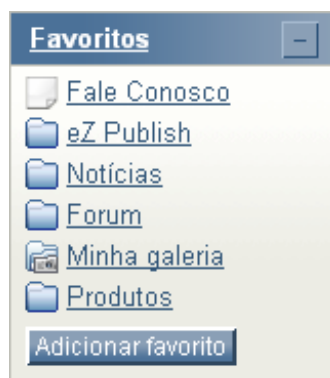 Favoritos
Fale Conosco
eZ Publish
Notícias
Forum
Minha galeria
Produtos
Adicionar favorito